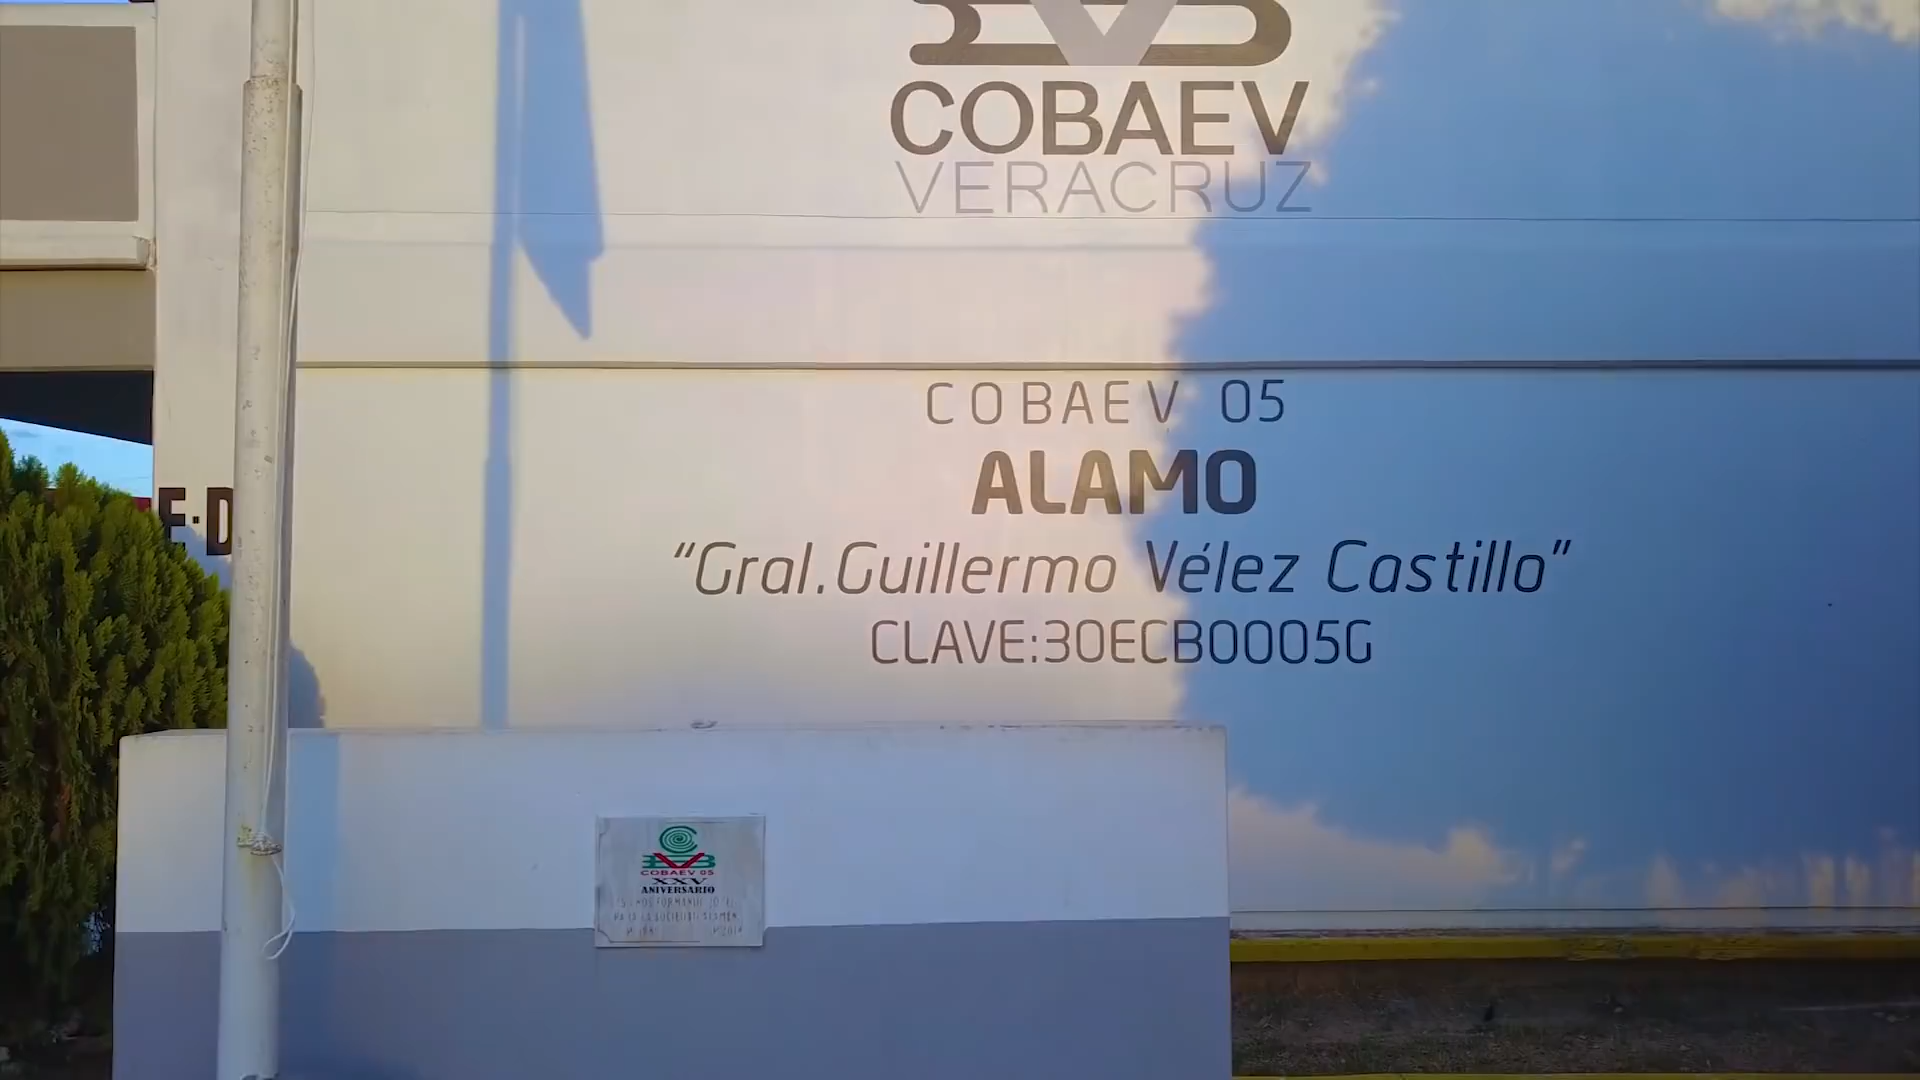 COBAEV
VERACRUZ
COBAEV 05
ALAMO
“Gral.Guillermo Vélez Castillo”
CLAVE:30ECB0005G
E·D
COBAEV 05
XXV
ANIVERSARIO